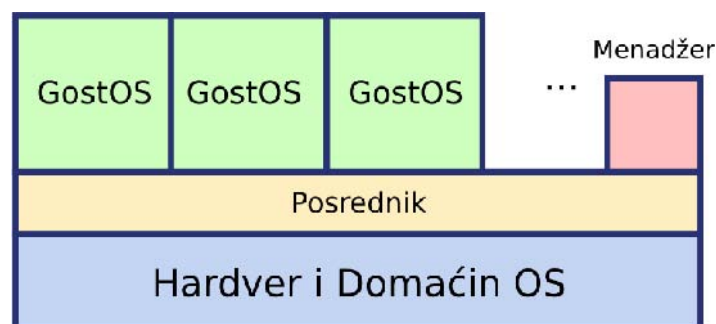 Menadžer
GostOS GostOS GostOS ...
Posrednik
Hardver i Domaćin OS